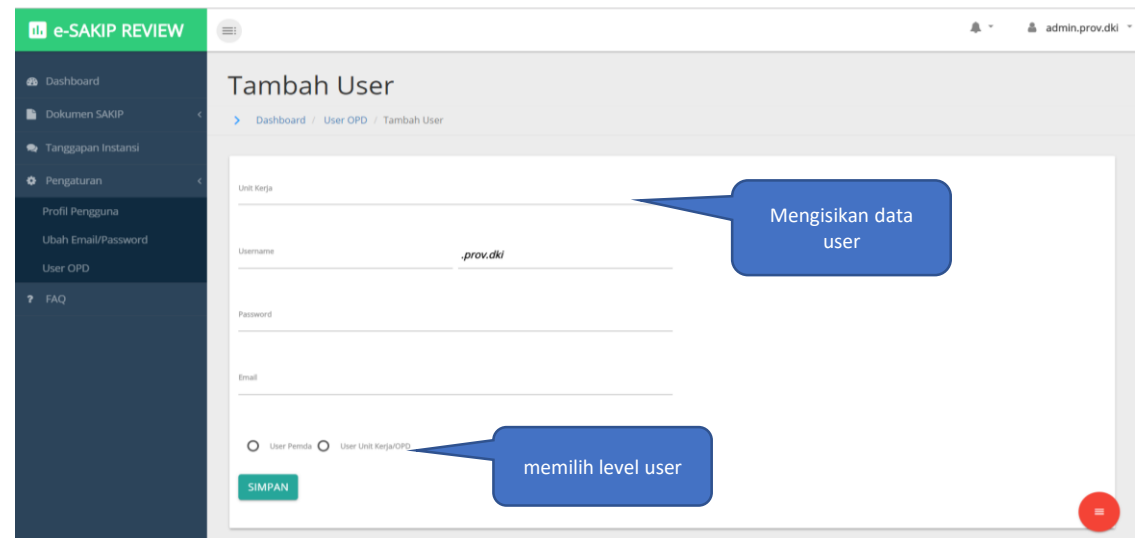 e-SAKIP REVIEW
admin.prov.dki
Dashboard
Dokumen SAKIP
Tanggapan Instansi
Pengaturan
Profil Pengguna
Ubah Email/Password
User OPD
? FAQ
Tambah User
> Dashboard / User OPD / Tambah User
Unit Kerja
Mengisikan data
user
Username
.prov.dki
Password
Email
User Pemda
User Unit Kerja/OPD
memilih level user
SIMPAN